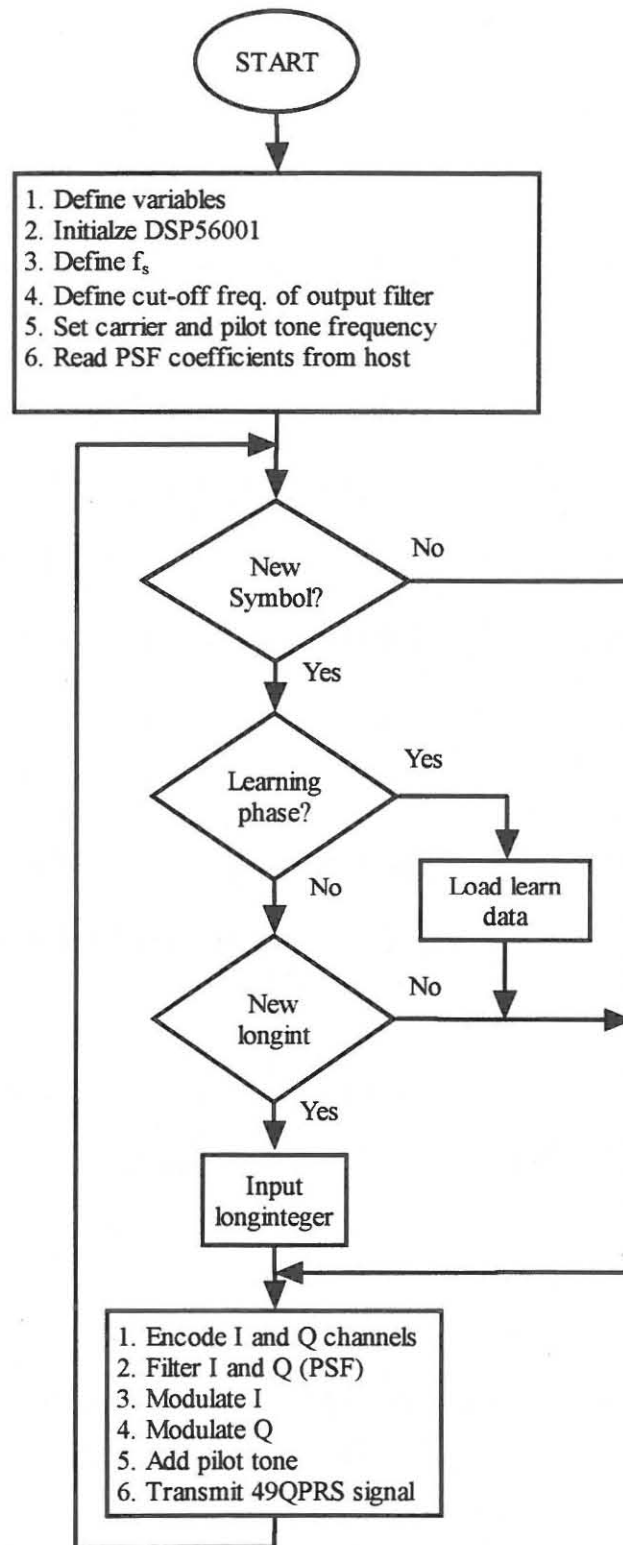 START
1. Define variables
2. Initialze DSP56001
3. Define fs
4. Define cut-off freq. of output filter
5. Set carrier and pilot tone frequency
6. Read PSF coefficients from host
No
New
Symbol?
Yes
Yes
Learning
phase?
No
Load learn
data
No
New
longint
Yes
Input
longinteger
1. Encode I and Q channels
2. Filter I and Q (PSF)
3. Modulate I
4. Modulate Q
5. Add pilot tone
6. Transmit 49QPRS signal